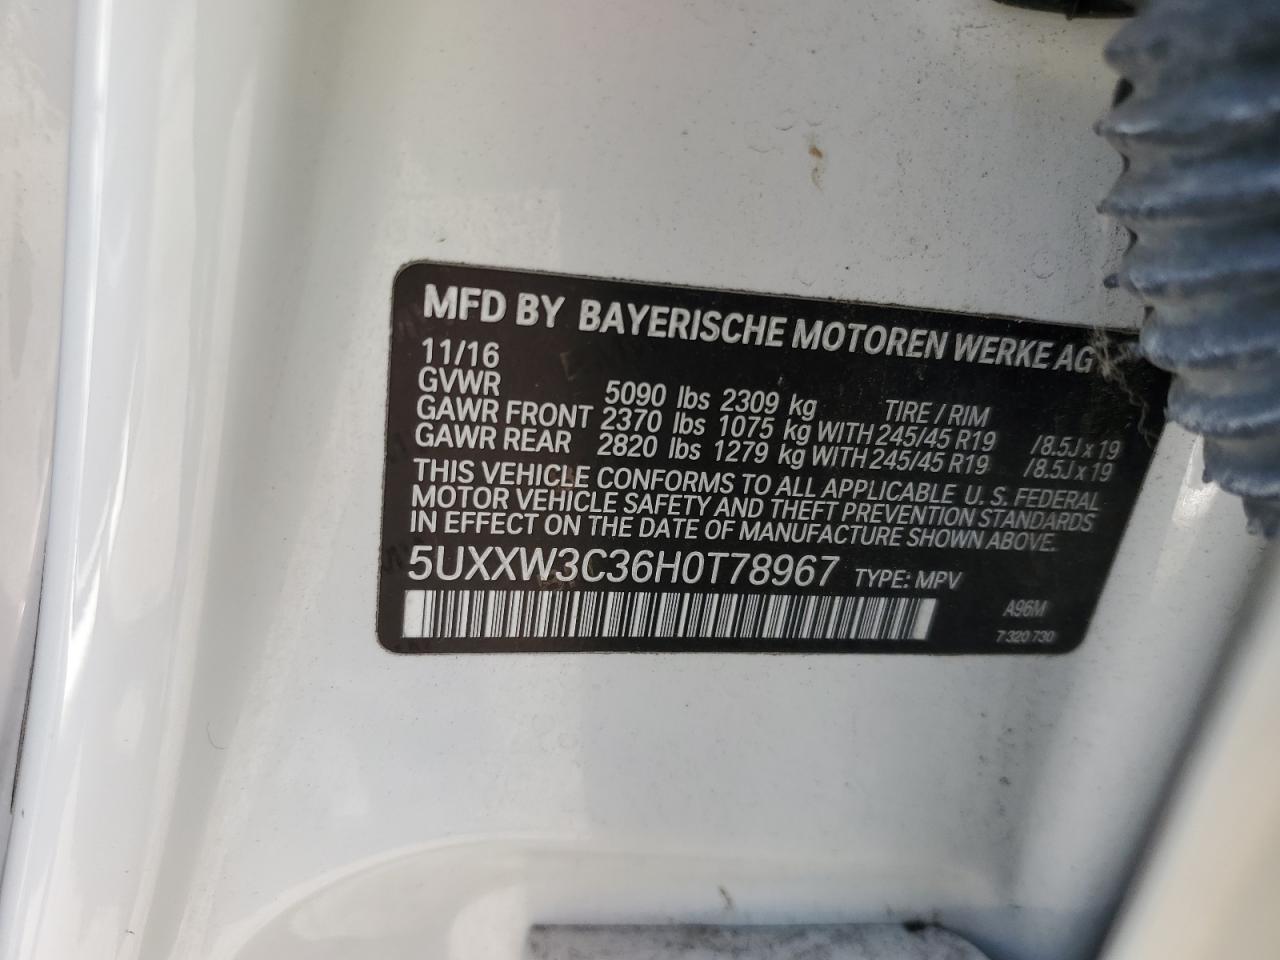 MFD BY BAYERISCHE MOTOREN WERKE AG
11/16
GVWR 5090 lbs 2309 kg TIRE / RIM
GAWR FRONT 2370 lbs 1075 kg WITH 245/45 R19 /8.5J x 19
GAWR REAR 2820 lbs 1279 kg WITH 245/45 R19 /8.5J x 19
THIS VEHICLE CONFORMS TO ALL APPLICABLE U. S. FEDERAL
MOTOR VEHICLE SAFETY AND THEFT PREVENTION STANDARDS
IN EFFECT ON THE DATE OF MANUFACTURE SHOWN ABOVE.
5UXXW3C36H0T78967 TYPE: MPV
A96M
7 320 730